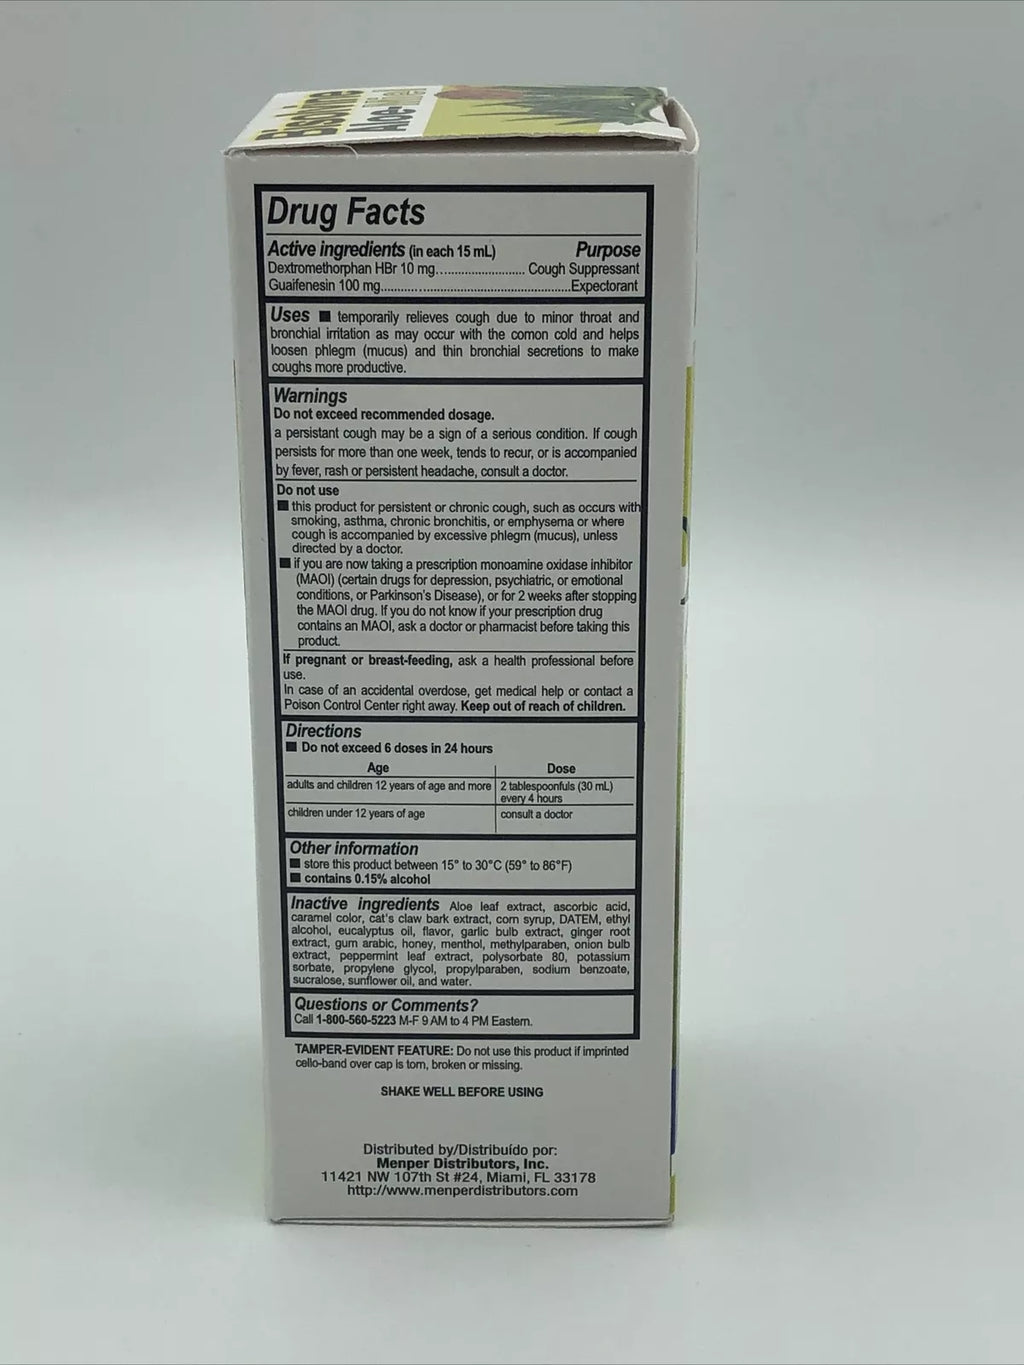 Bisolvine
Aloe-Miel
Drug Facts
Active ingredients (in each 15 mL) Purpose
Dextromethorphan HBr 10 mg......................... Cough Suppressant
Guaifenesin 100 mg......................................................Expectorant
Uses ■ temporarily relieves cough due to minor throat and
bronchial irritation as may occur with the comon cold and helps
loosen phlegm (mucus) and thin bronchial secretions to make
coughs more productive.
Warnings
Do not exceed recommended dosage.
a persistant cough may be a sign of a serious condition. If cough
persists for more than one week, tends to recur, or is accompanied
by fever, rash or persistent headache, consult a doctor.
Do not use
■ this product for persistent or chronic cough, such as occurs with
smoking, asthma, chronic bronchitis, or emphysema or where
cough is accompanied by excessive phlegm (mucus), unless
directed by a doctor.
■ if you are now taking a prescription monoamine oxidase inhibitor
(MAOI) (certain drugs for depression, psychiatric, or emotional
conditions, or Parkinson's Disease), or for 2 weeks after stopping
the MAOI drug. If you do not know if your prescription drug
contains an MAOI, ask a doctor or pharmacist before taking this
product.
If pregnant or breast-feeding, ask a health professional before
use.
In case of an accidental overdose, get medical help or contact a
Poison Control Center right away. Keep out of reach of children.
Directions
■ Do not exceed 6 doses in 24 hours
Age Dose
adults and children 12 years of age and more 2 tablespoonfuls (30 mL)
every 4 hours
children under 12 years of age consult a doctor
Other information
■ store this product between 15° to 30°C (59° to 86°F)
■ contains 0.15% alcohol
Inactive ingredients Aloe leaf extract, ascorbic acid,
caramel color, cat's claw bark extract, corn syrup, DATEM, ethyl
alcohol, eucalyptus oil, flavor, garlic bulb extract, ginger root
extract, gum arabic, honey, menthol, methylparaben, onion bulb
extract, peppermint leaf extract, polysorbate 80, potassium
sorbate, propylene glycol, propylparaben, sodium benzoate,
sucralose, sunflower oil, and water.
Questions or Comments?
Call 1-800-560-5223 M-F 9 AM to 4 PM Eastern.
TAMPER-EVIDENT FEATURE: Do not use this product if imprinted
cello-band over cap is torn, broken or missing.
SHAKE WELL BEFORE USING
Distributed by/Distribuído por:
Menper Distributors, Inc.
11421 NW 107th St #24, Miami, FL 33178
http://www.menperdistributors.com